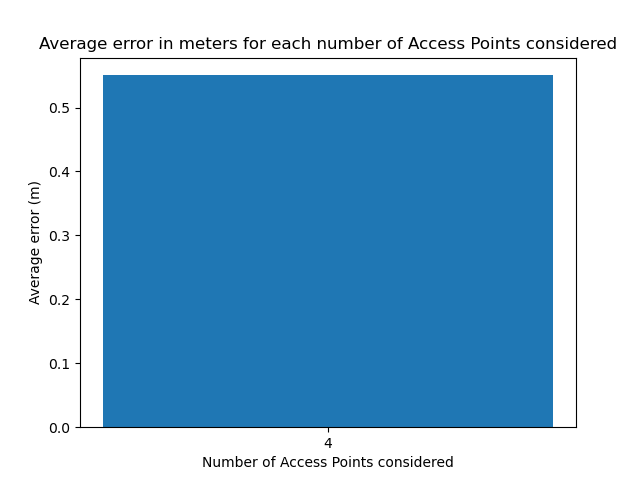 Average error in meters for each number of Access Points considered
Average error (m)
0.5
0.4
0.3
0.2
0.1
0.0
4
Number of Access Points considered